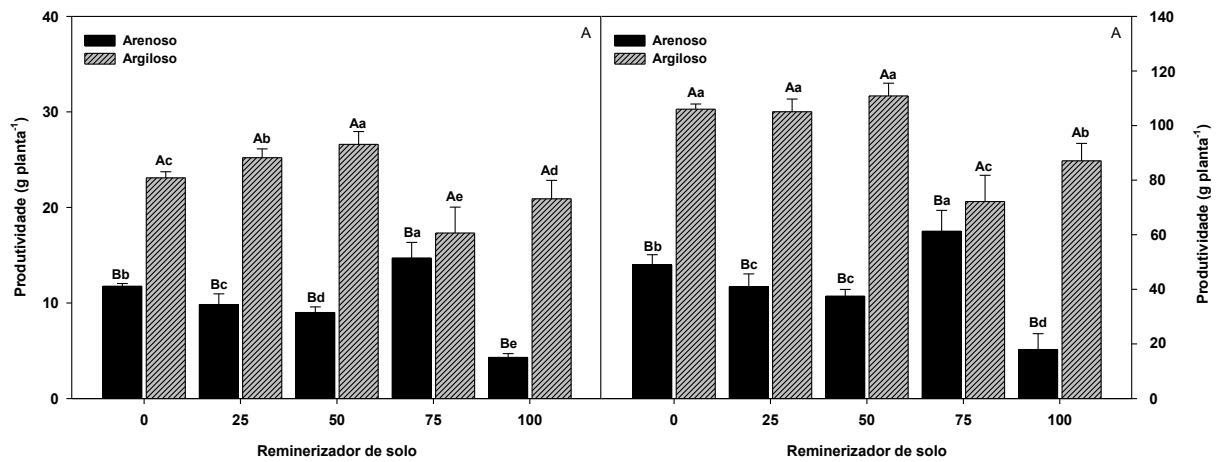 40
A
Arenoso
Argiloso
Aa
Ab
Ac
30
Ad
Ae
20
Ba
Bb
Bc
Bd
10
Be
0
0 25 50 75 100
Reminerizador de solo
Produtividade (g planta-1)
140
A
Arenoso
Argiloso
120
Aa
Aa
Aa
100
Ab
Ac
80
Ba
60
Bb
Bc
Bc
40
Bd
20
0
0 25 50 75 100
Reminerizador de solo
Produtividade (g planta-1)